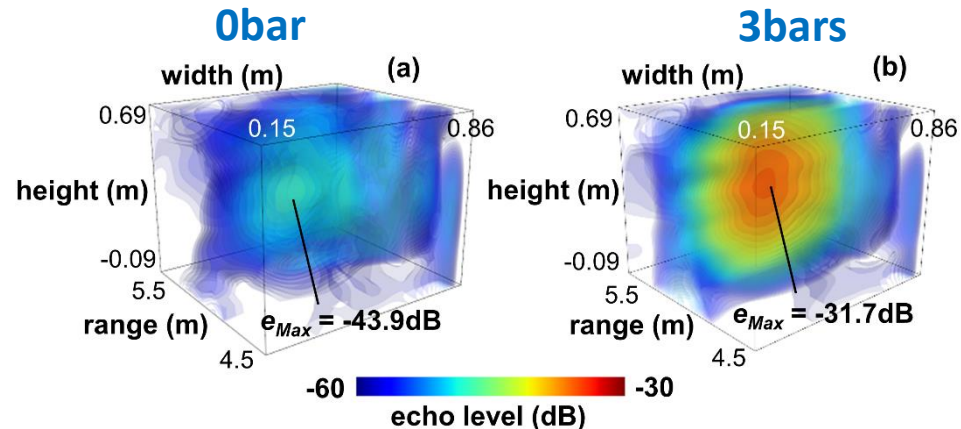 0bar
3bars
width (m)
(a)
0.69
0.15
0.86
height (m)
-0.09
5.5
range (m)
4.5
eMax = -43.9dB
width (m)
(b)
0.69
0.15
0.86
height (m)
-0.09
5.5
range (m)
4.5
eMax = -31.7dB
-60
-30
echo level (dB)